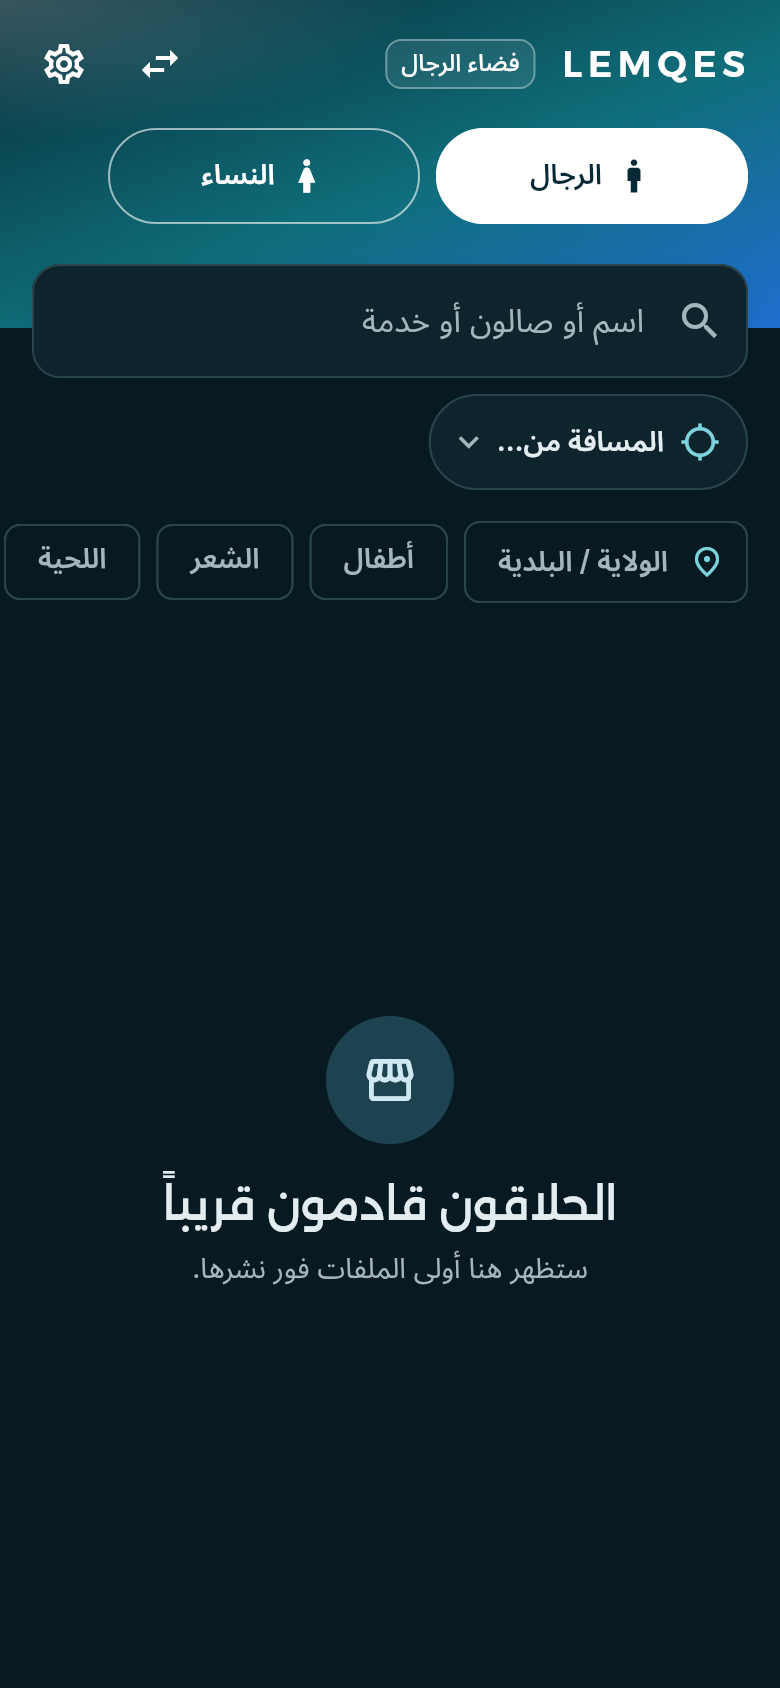 LEMQES
فضاء الرجال
الرجال
النساء
اسم أو صالون أو خدمة
المسافة من...
الولاية / البلدية
أطفال
الشعر
اللحية
الحلاقون قادمون قريباً
ستظهر هنا أولى الملفات فور نشرها.